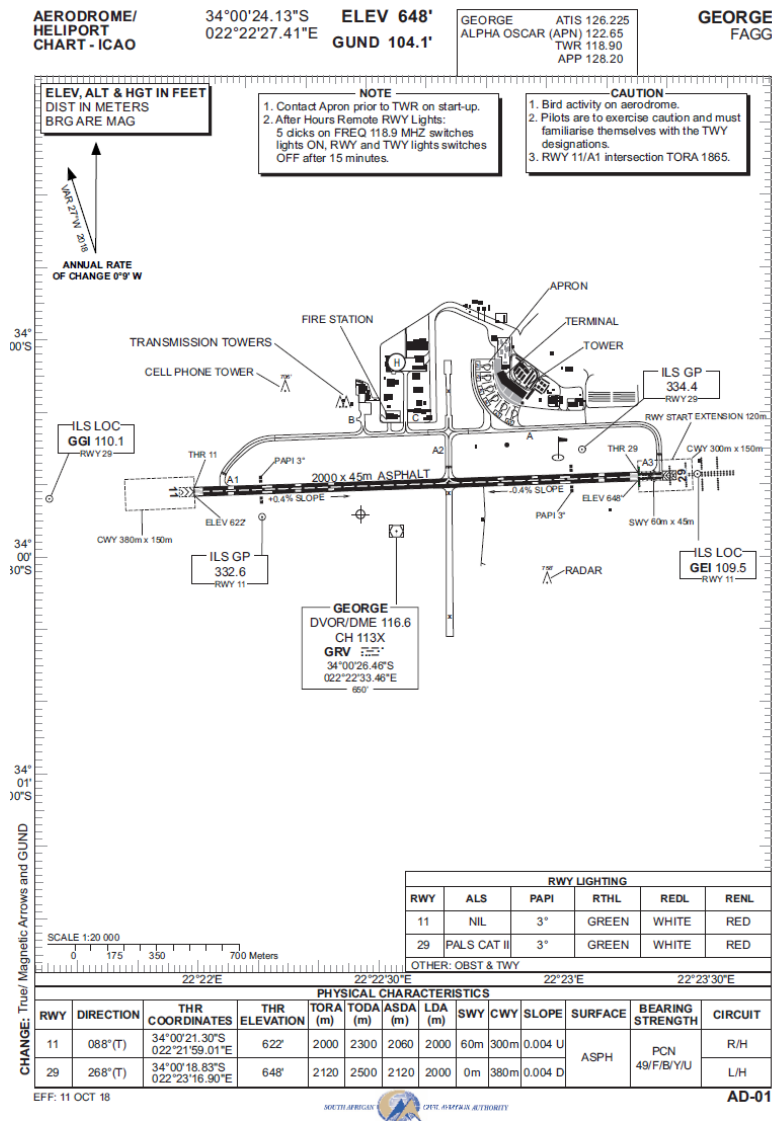 AERODROME/
HELIPORT
CHART - ICAO
34°00'24.13"S
022°22'27.41"E
ELEV 648'
GUND 104.1'
GEORGE ATIS 126.225
ALPHA OSCAR (APN) 122.65
TWR 118.90
APP 128.20
GEORGE
FAGG
ELEV, ALT & HGT IN FEET
DIST IN METERS
BRG ARE MAG
NOTE
1. Contact Apron prior to TWR on start-up.
2. After Hours Remote RWY Lights:
5 clicks on FREQ 118.9 MHZ switches
lights ON, RWY and TWY lights switches
OFF after 15 minutes.
CAUTION
1. Bird activity on aerodrome.
2. Pilots are to exercise caution and must
familiarise themselves with the TWY
designations.
3. RWY 11/A1 intersection TORA 1865.
VAR 27°W 2018
ANNUAL RATE
OF CHANGE 0°9' W
APRON
FIRE STATION
TERMINAL
TRANSMISSION TOWERS
TOWER
CELL PHONE TOWER
H
34°
00'S
ILS GP
334.4
RWY 29
RWY START EXTENSION 120m
ILS LOC
GGI 110.1
RWY 29
B
C
A
A2
THR 11
PAPI 3°
THR 29
A3
CWY 300m x 150m
A1
2000 x 45m ASPHALT
29
+0.4% SLOPE
-0.4% SLOPE
ELEV 648'
ELEV 622'
PAPI 3°
SWY 60m x 45m
CWY 380m x 150m
34°
00'
30"S
ILS GP
332.6
RWY 11
ILS LOC
GEI 109.5
RWY 11
758'
RADAR
GEORGE
DVOR/DME 116.6
CH 113X
GRV
34°00'26.46"S
022°22'33.46"E
650'
34°
01'
00"S
RWY LIGHTING
RWY ALS PAPI RTHL REDL RENL
11 NIL 3° GREEN WHITE RED
29 PALS CAT II 3° GREEN WHITE RED
OTHER: OBST & TWY
SCALE 1:20 000
0 175 350 700 Meters
22°22'E 22°22'30"E 22°23'E 22°23'30"E
PHYSICAL CHARACTERISTICS
RWY DIRECTION THR COORDINATES THR ELEVATION TORA (m) TODA (m) ASDA (m) LDA (m) SWY CWY SLOPE SURFACE BEARING STRENGTH CIRCUIT
11 088°(T) 34°00'21.30"S 022°21'59.01"E 622' 2000 2300 2060 2000 60m 300m 0.004 U ASPH PCN 49/F/B/Y/U R/H
29 268°(T) 34°00'18.83"S 022°23'16.90"E 648' 2120 2500 2120 2000 0m 380m 0.004 D L/H
CHANGE: True/ Magnetic Arrows and GUND
EFF: 11 OCT 18
SOUTH AFRICAN CIVIL AVIATION AUTHORITY
AD-01